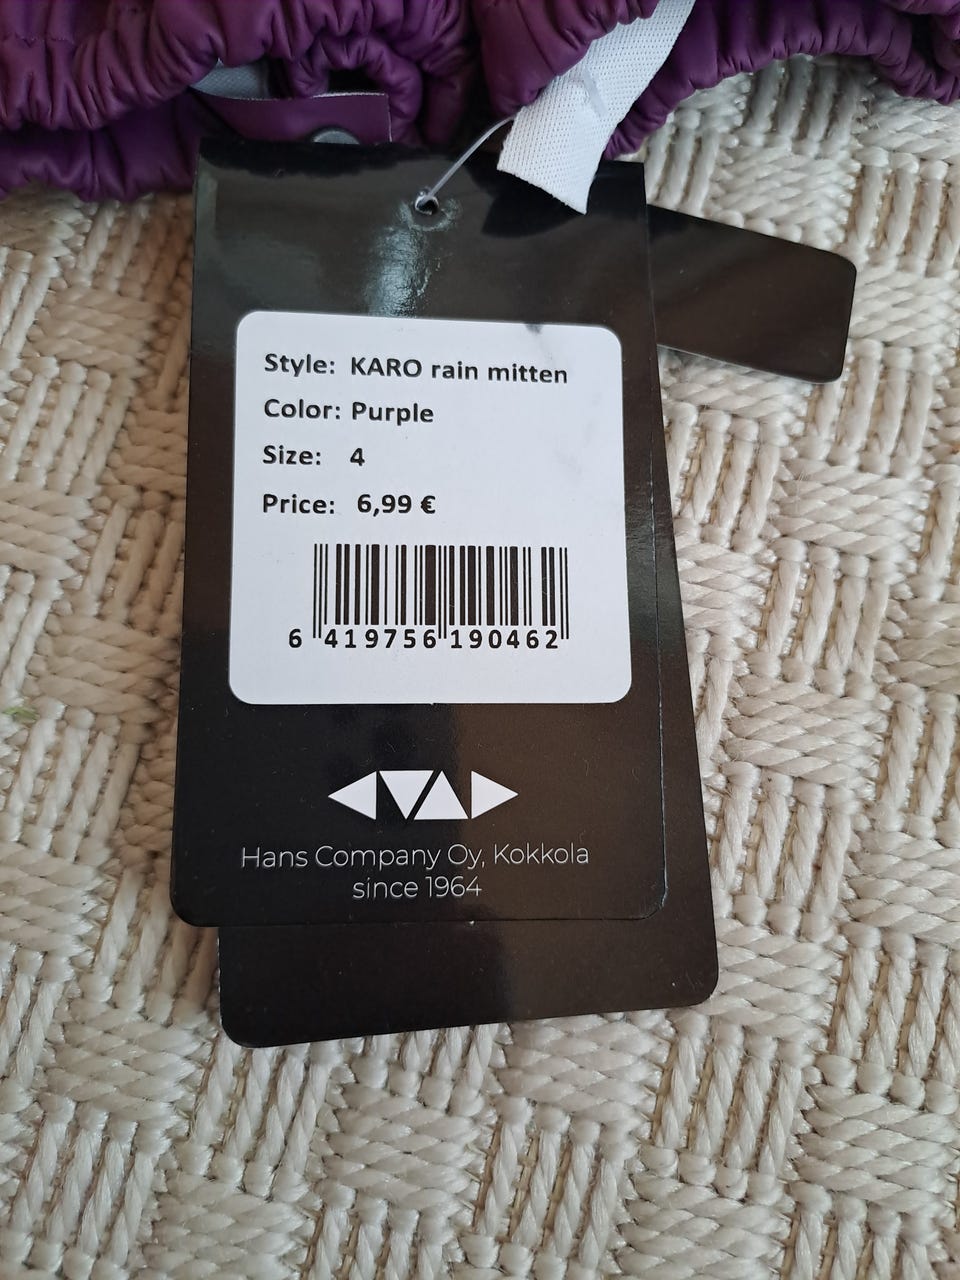 Style: KARO rain mitten
Color: Purple
Size: 4
Price: 6,99 €
6 419756 190462
Hans Company Oy, Kokkola
since 1964